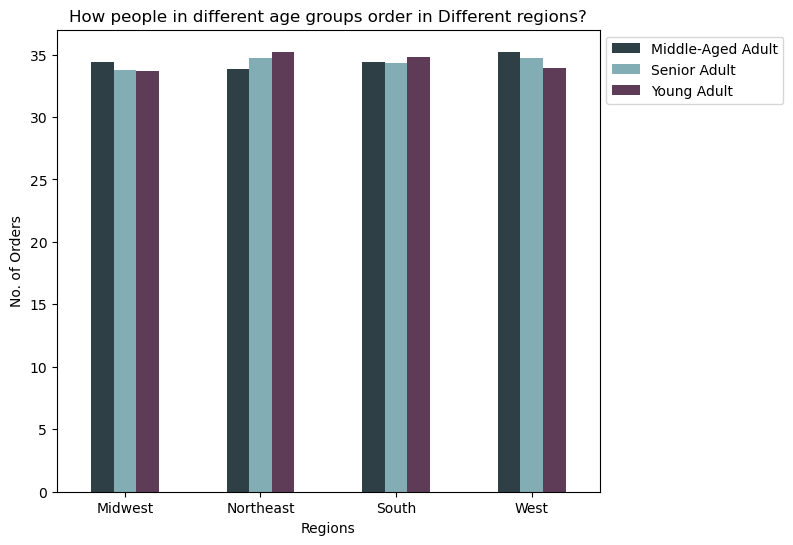 How people in different age groups order in Different regions?
Middle-Aged Adult
Senior Adult
Young Adult
No. of Orders
35
30
25
20
15
10
5
0
Midwest
Northeast
South
West
Regions